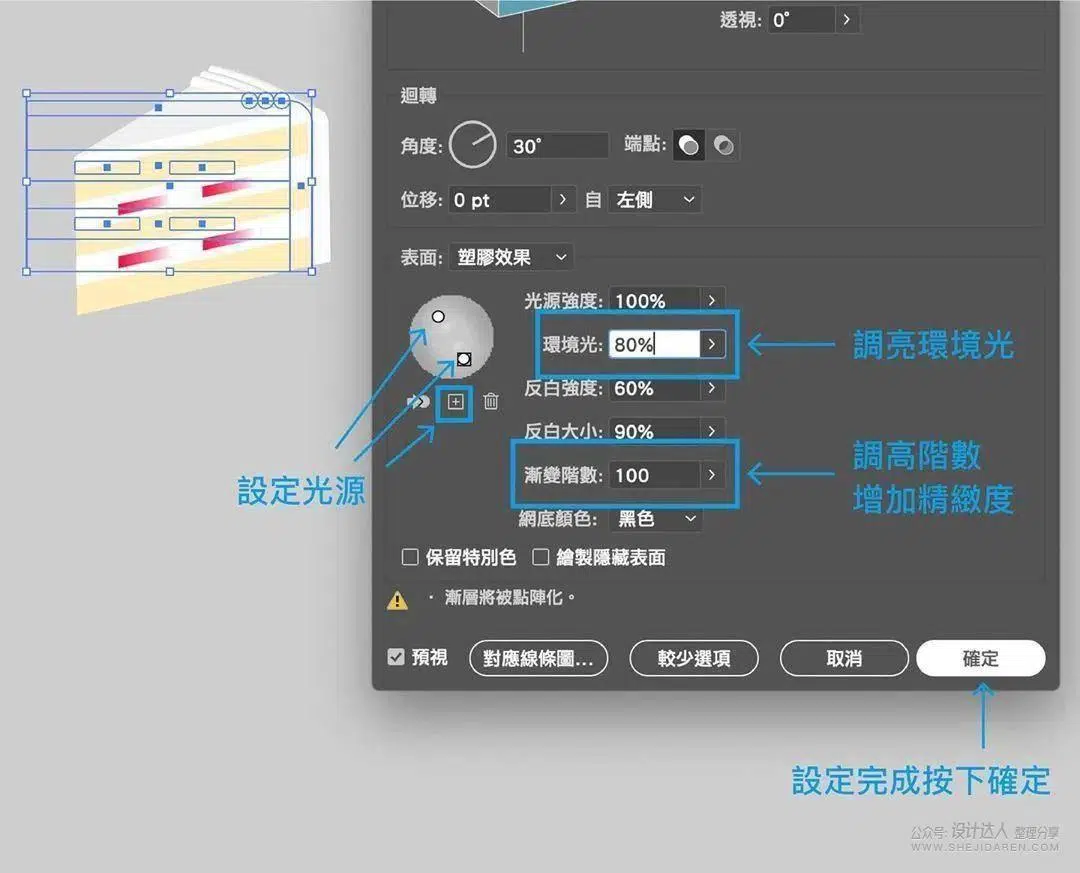 透視: 0°
迴轉
角度: 30° 端點:
位移: 0 pt 自 左側
表面: 塑膠效果
光源強度: 100%
環境光: 80%
調亮環境光
反白強度: 60%
反白大小: 90%
漸變階數: 100
調高階數
增加精緻度
設定光源
網底顏色: 黑色
保留特別色 繪製隱藏表面
· 漸層將被點陣化。
預視 對應線條圖... 較少選項 取消 確定
設定完成按下確定
公众号: 设计达人 整理分享
WWW.SHEJIDAREN.COM